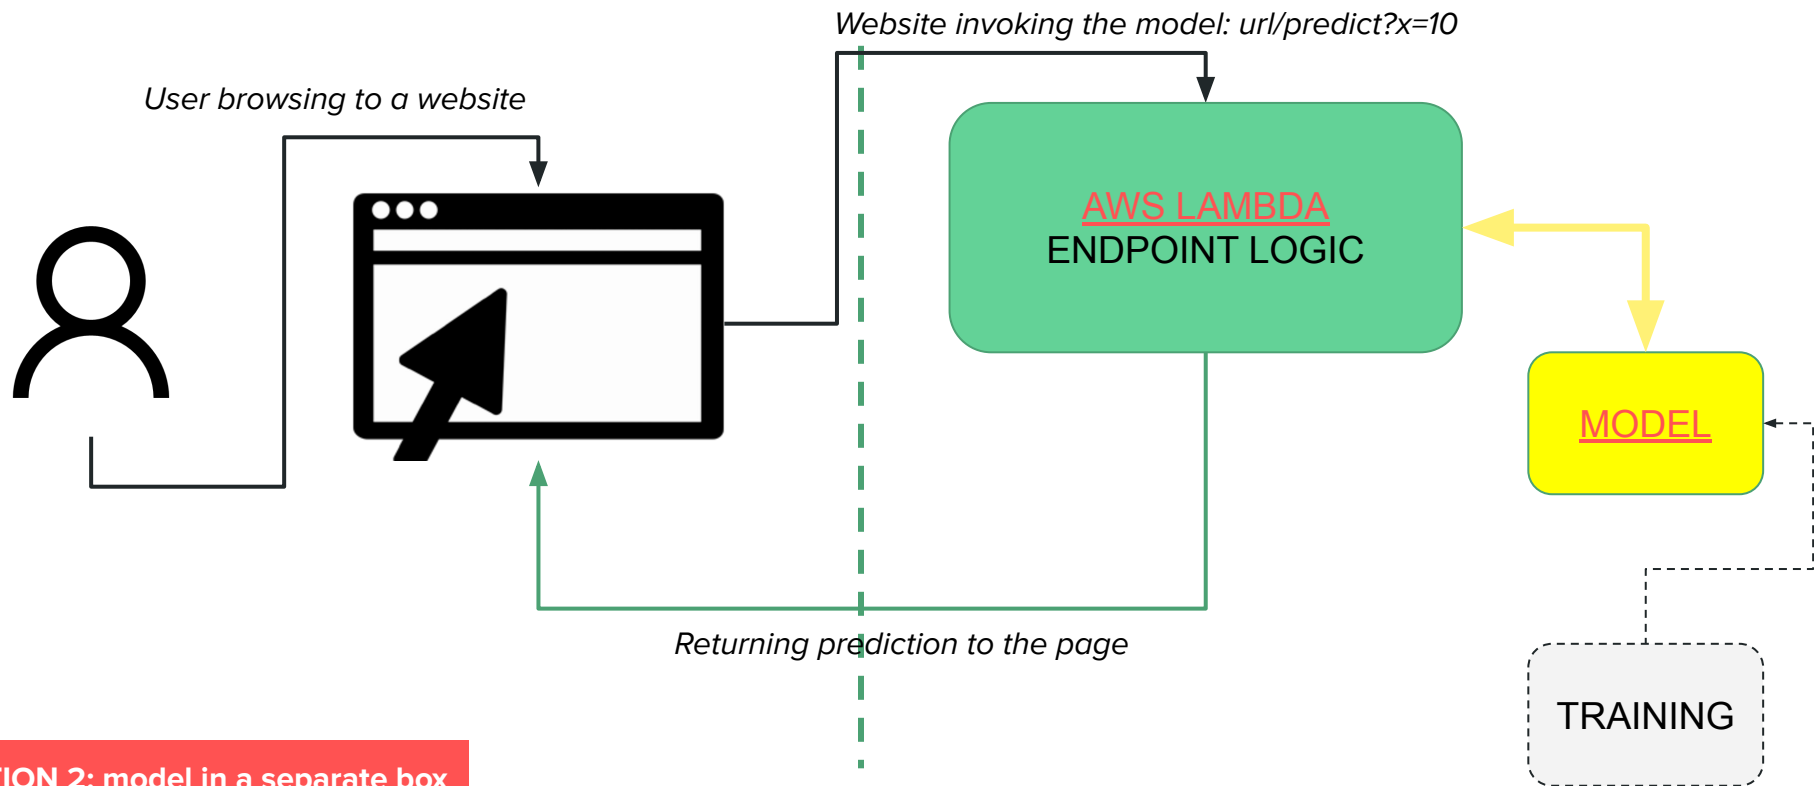 Website invoking the model: url/predict?x=10
User browsing to a website
AWS LAMBDA
ENDPOINT LOGIC
MODEL
Returning prediction to the page
TRAINING
2: model in a separate box